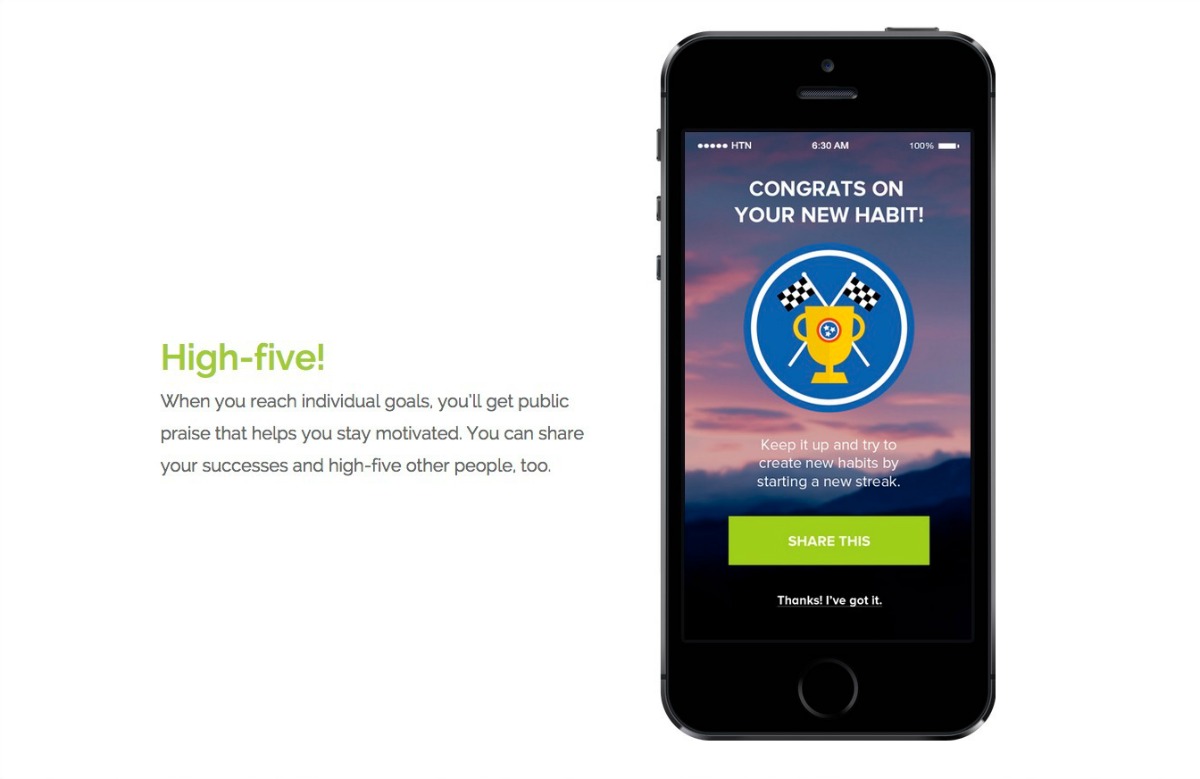 High-five!
When you reach individual goals, you'll get public
praise that helps you stay motivated. You can share
your successes and high-five other people, too.
HTN 6:30 AM 100%
CONGRATS ON
YOUR NEW HABIT!
Keep it up and try to
create new habits by
starting a new streak.
SHARE THIS
Thanks! I've got it.